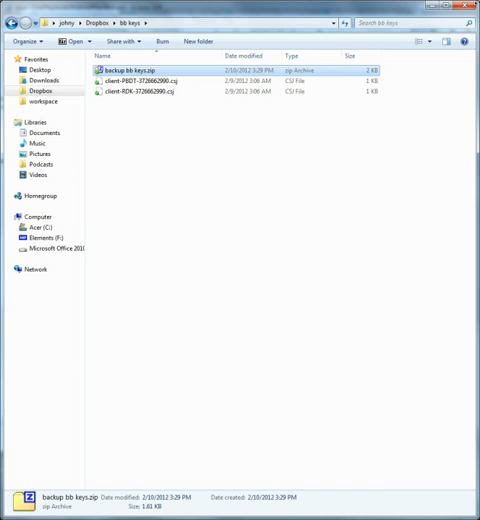 johny ▸ Dropbox ▸ bb keys ▸
Search bb keys
Organize Open Share with Burn New folder
Name Date modified Type Size
backup bb keys.zip 2/10/2012 3:29 PM zip Archive 2 KB
client-PBDT-3726662990.csj 2/9/2012 3:06 AM CSJ File 1 KB
client-RDK-3726662990.csj 2/9/2012 3:06 AM CSJ File 1 KB
Favorites
Desktop
Downloads
Dropbox
workspace
Libraries
Documents
Music
Pictures
Podcasts
Videos
Homegroup
Computer
Acer (C:)
Elements (F:)
Microsoft Office 2010
Network
backup bb keys.zip Date modified: 2/10/2012 3:29 PM Date created: 2/10/2012 3:29 PM
zip Archive Size: 1.61 KB